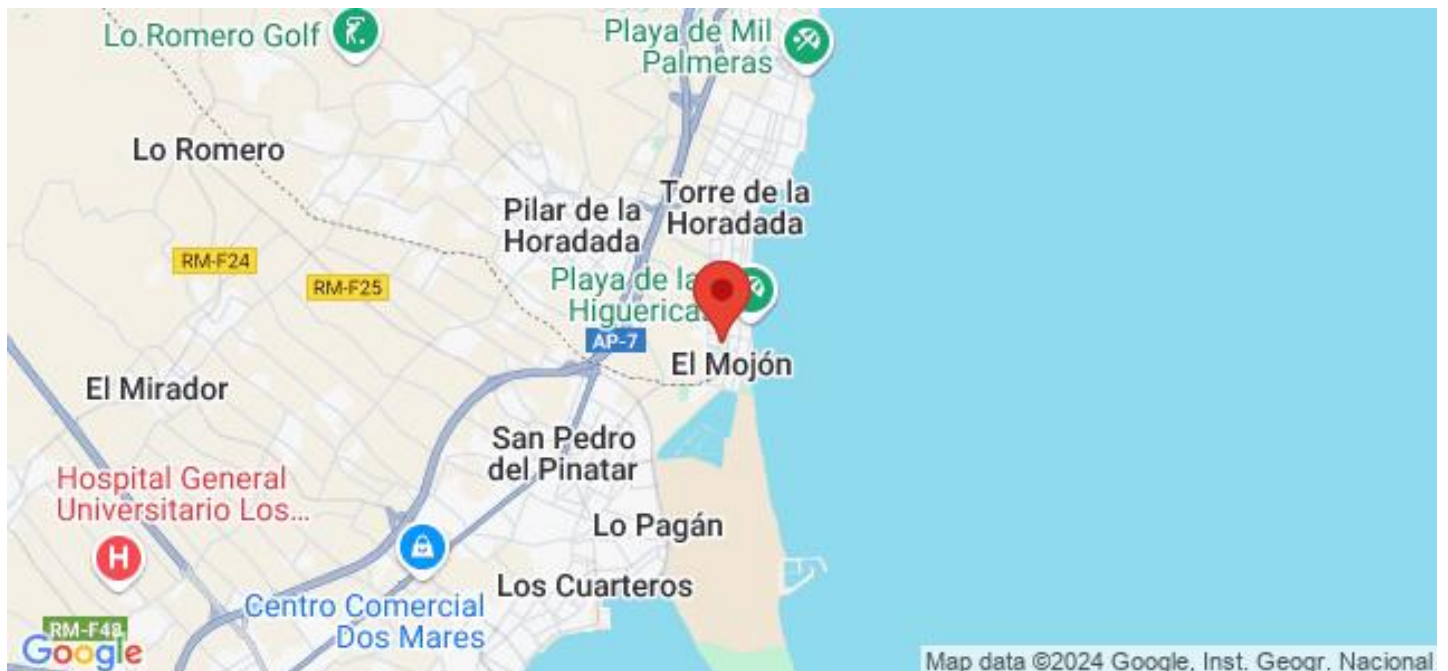 Lo Romero Golf
Playa de Mil
Palmeras
Lo Romero
Pilar de la
Horadada
Torre de la
Horadada
RM-F24
RM-F25
Playa de la
Higuerica
AP-7
El Mojón
El Mirador
San Pedro
del Pinatar
Hospital General
Universitario Los...
H
Lo Pagán
Los Cuarteros
Centro Comercial
Dos Mares
RM-F48
Google
Map data ©2024 Google, Inst. Geogr. Nacional